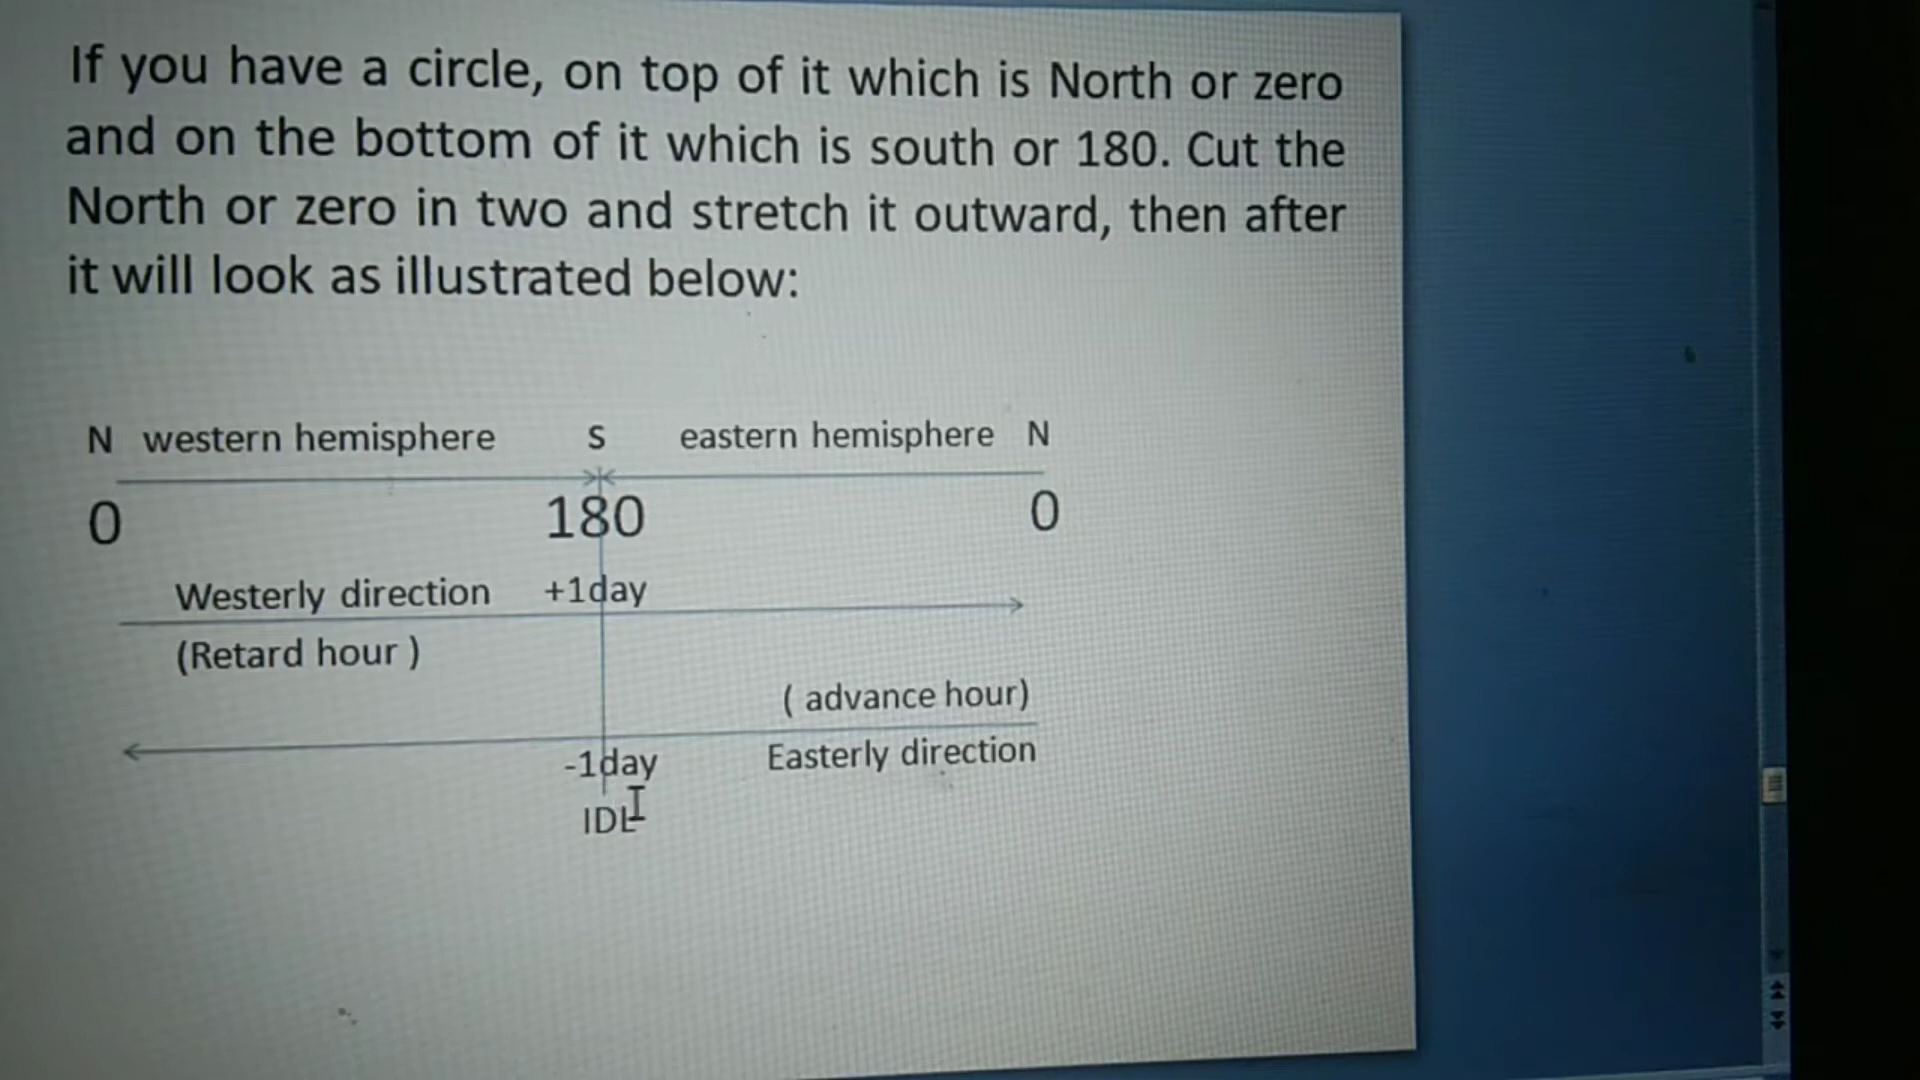 If you have a circle, on top of it which is North or zero
and on the bottom of it which is south or 180. Cut the
North or zero in two and stretch it outward, then after
it will look as illustrated below:
N western hemisphere S eastern hemisphere N
0 180 0
Westerly direction +1day
(Retard hour )
( advance hour)
-1day Easterly direction
IDL